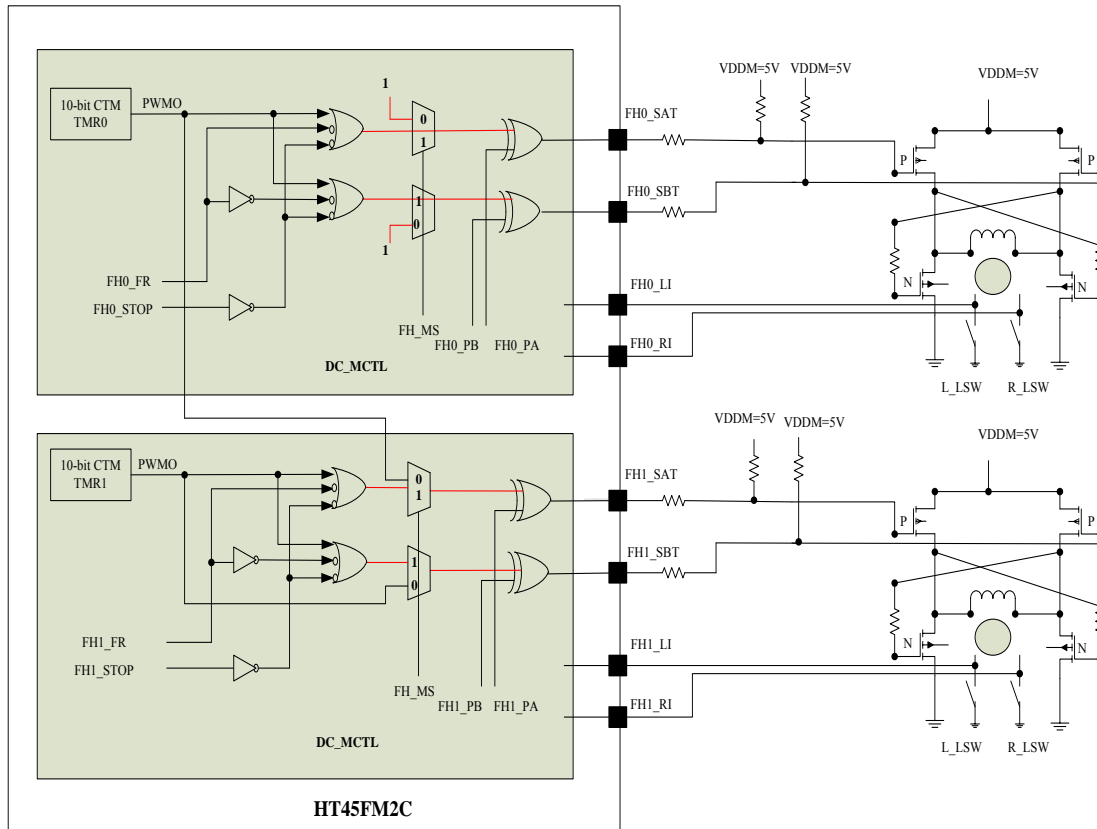 VDDM=5V
VDDM=5V
VDDM=5V
1
10-bit CTM
TMR0
PWMO
0
1
FH0_SAT
P
P
1
0
1
FH0_SBT
FH0_FR
FH0_STOP
FH_MS
FH0_PB
FH0_PA
FH0_LI
FH0_RI
N
N
DC_MCTL
L_LSW
R_LSW
VDDM=5V
VDDM=5V
VDDM=5V
10-bit CTM
TMR1
PWMO
0
1
FH1_SAT
P
P
1
0
FH1_SBT
FH1_FR
FH1_STOP
FH_MS
FH1_PB
FH1_PA
FH1_LI
FH1_RI
N
N
DC_MCTL
L_LSW
R_LSW
HT45FM2C